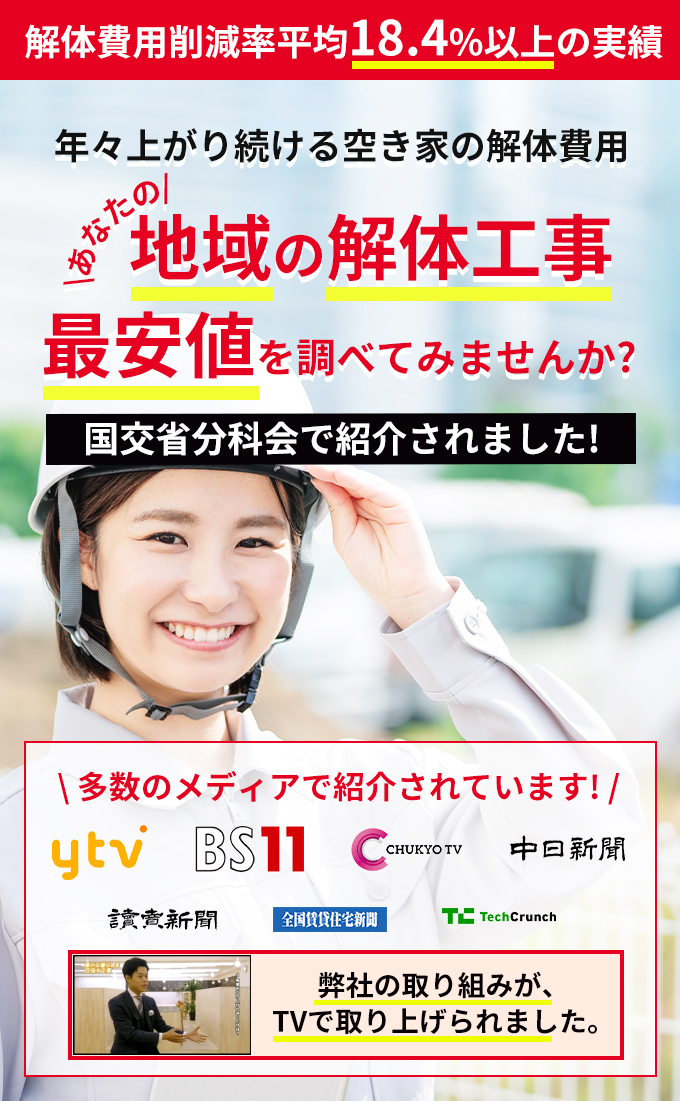 解体費用削減率平均18.4%以上の実績
年々上がり続ける空き家の解体費用
\あなたの/
地域の解体工事
最安値を調べてみませんか?
国交省分科会で紹介されました!
\ 多数のメディアで紹介されています! /
ytv BS11 CHUKYO TV 中日新聞
讀賣新聞 全国賃貸住宅新聞 TechCrunch
弊社の取り組みが、
TVで取り上げられました。